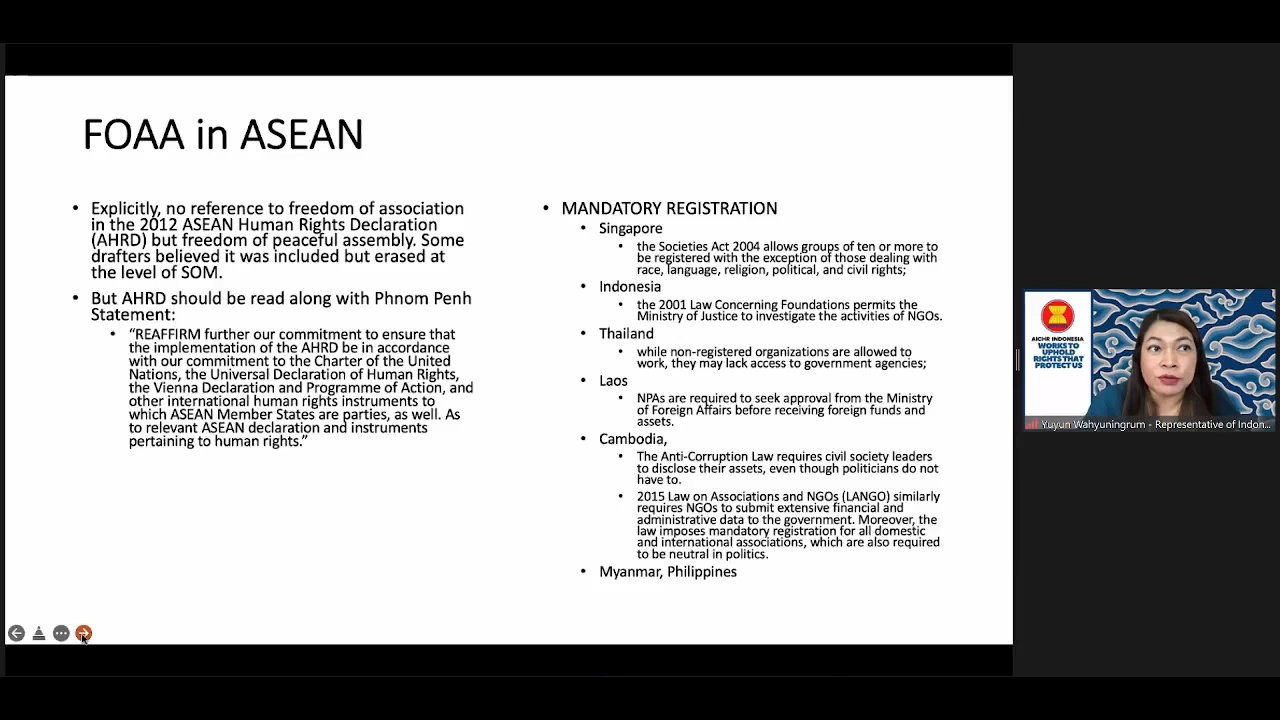 FOAA in ASEAN
• Explicitly, no reference to freedom of association
in the 2012 ASEAN Human Rights Declaration
(AHRD) but freedom of peaceful assembly. Some
drafters believed it was included but erased at
the level of SOM.
• But AHRD should be read along with Phnom Penh
Statement:
• “REAFFIRM further our commitment to ensure that
the implementation of the AHRD be in accordance
with our commitment to the Charter of the United
Nations, the Universal Declaration of Human Rights,
the Vienna Declaration and Programme of Action, and
other international human rights instruments to
which ASEAN Member States are parties, as well. As
to relevant ASEAN declaration and instruments
pertaining to human rights.”
• MANDATORY REGISTRATION
• Singapore
• the Societies Act 2004 allows groups of ten or more to
be registered with the exception of those dealing with
race, language, religion, political, and civil rights;
• Indonesia
• the 2001 Law Concerning Foundations permits the
Ministry of Justice to investigate the activities of NGOs.
• Thailand
• while non-registered organizations are allowed to
work, they may lack access to government agencies;
• Laos
• NPAs are required to seek approval from the Ministry
of Foreign Affairs before receiving foreign funds and
assets.
• Cambodia,
• The Anti-Corruption Law requires civil society leaders
to disclose their assets, even though politicians do not
have to.
• 2015 Law on Associations and NGOs (LANGO) similarly
requires NGOs to submit extensive financial and
administrative data to the government. Moreover, the
law imposes mandatory registration for all domestic
and international associations, which are also required
to be neutral in politics.
• Myanmar, Philippines
AICHR INDONESIA
WORKS TO
UPHOLD
RIGHTS THAT
PROTECT US
Yuyun Wahyuningrum - Representative of Indon...